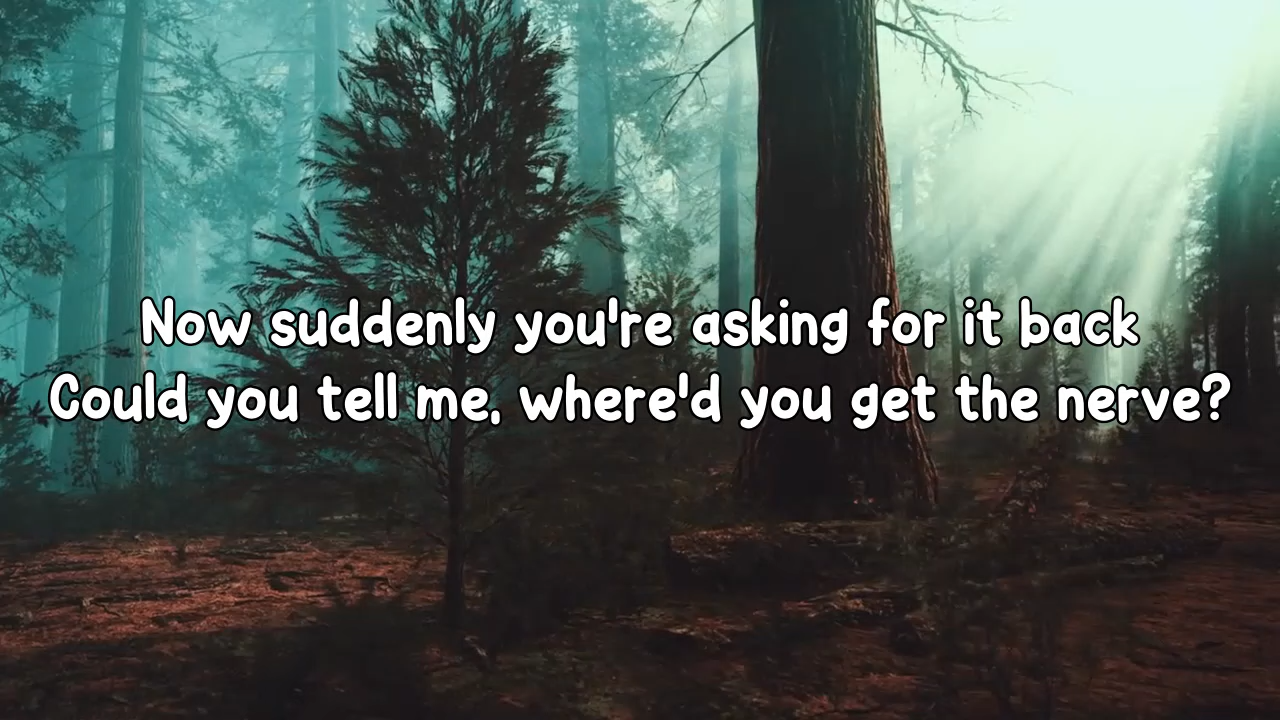 Now suddenly you're asking for it back
Could you tell me, where'd you get the nerve?